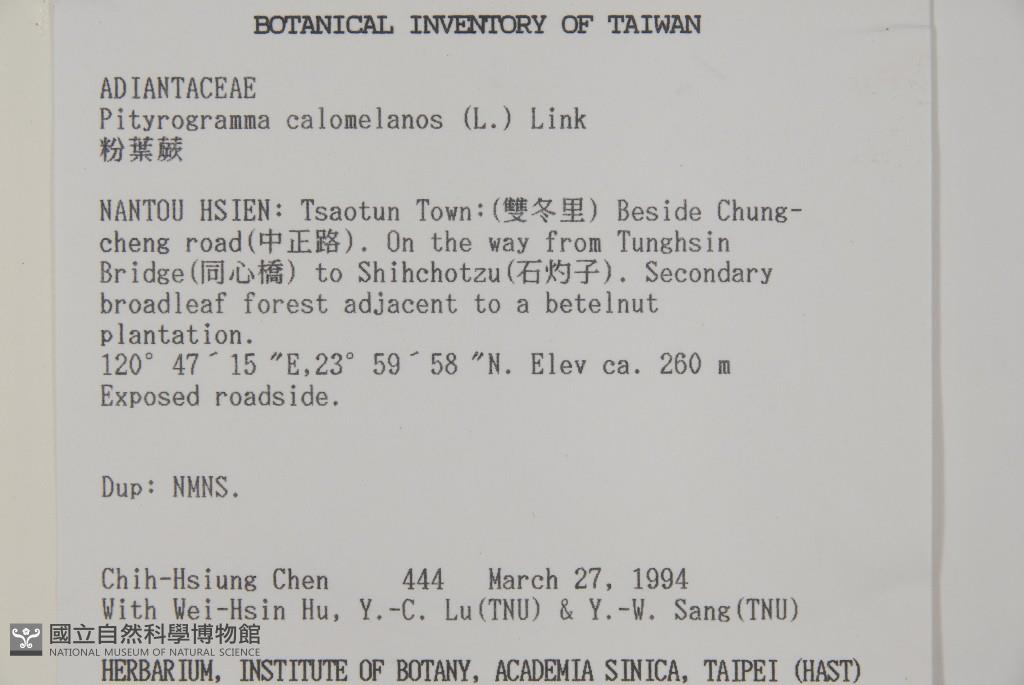 BOTANICAL INVENTORY OF TAIWAN
ADIANTACEAE
Pityrogramma calomelanos (L.) Link
粉葉蕨
NANTOU HSIEN: Tsaotun Town:(雙冬里) Beside Chung-
cheng road(中正路). On the way from Tunghsin
Bridge(同心橋) to Shihchotzu(石灼子). Secondary
broadleaf forest adjacent to a betelnut
plantation.
120° 47´15 ″E,23° 59´58 ″N. Elev ca. 260 m
Exposed roadside.
Dup: NMNS.
Chih-Hsiung Chen 444 March 27, 1994
With Wei-Hsin Hu, Y.-C. Lu(TNU) & Y.-W. Sang(TNU)
國立自然科學博物館
NATIONAL MUSEUM OF NATURAL SCIENCE
HERBARIUM, INSTITUTE OF BOTANY, ACADEMIA SINICA, TAIPEI (HAST)